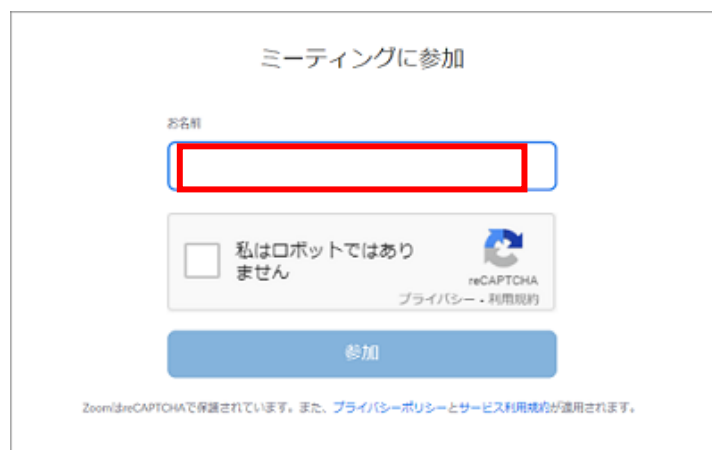 ミーティングに参加
お名前
私はロボットではあり
ません
reCAPTCHA
プライバシー - 利用規約
参加
ZoomはreCAPTCHAで保護されています。また、プライバシーポリシーとサービス利用規約が適用されます。